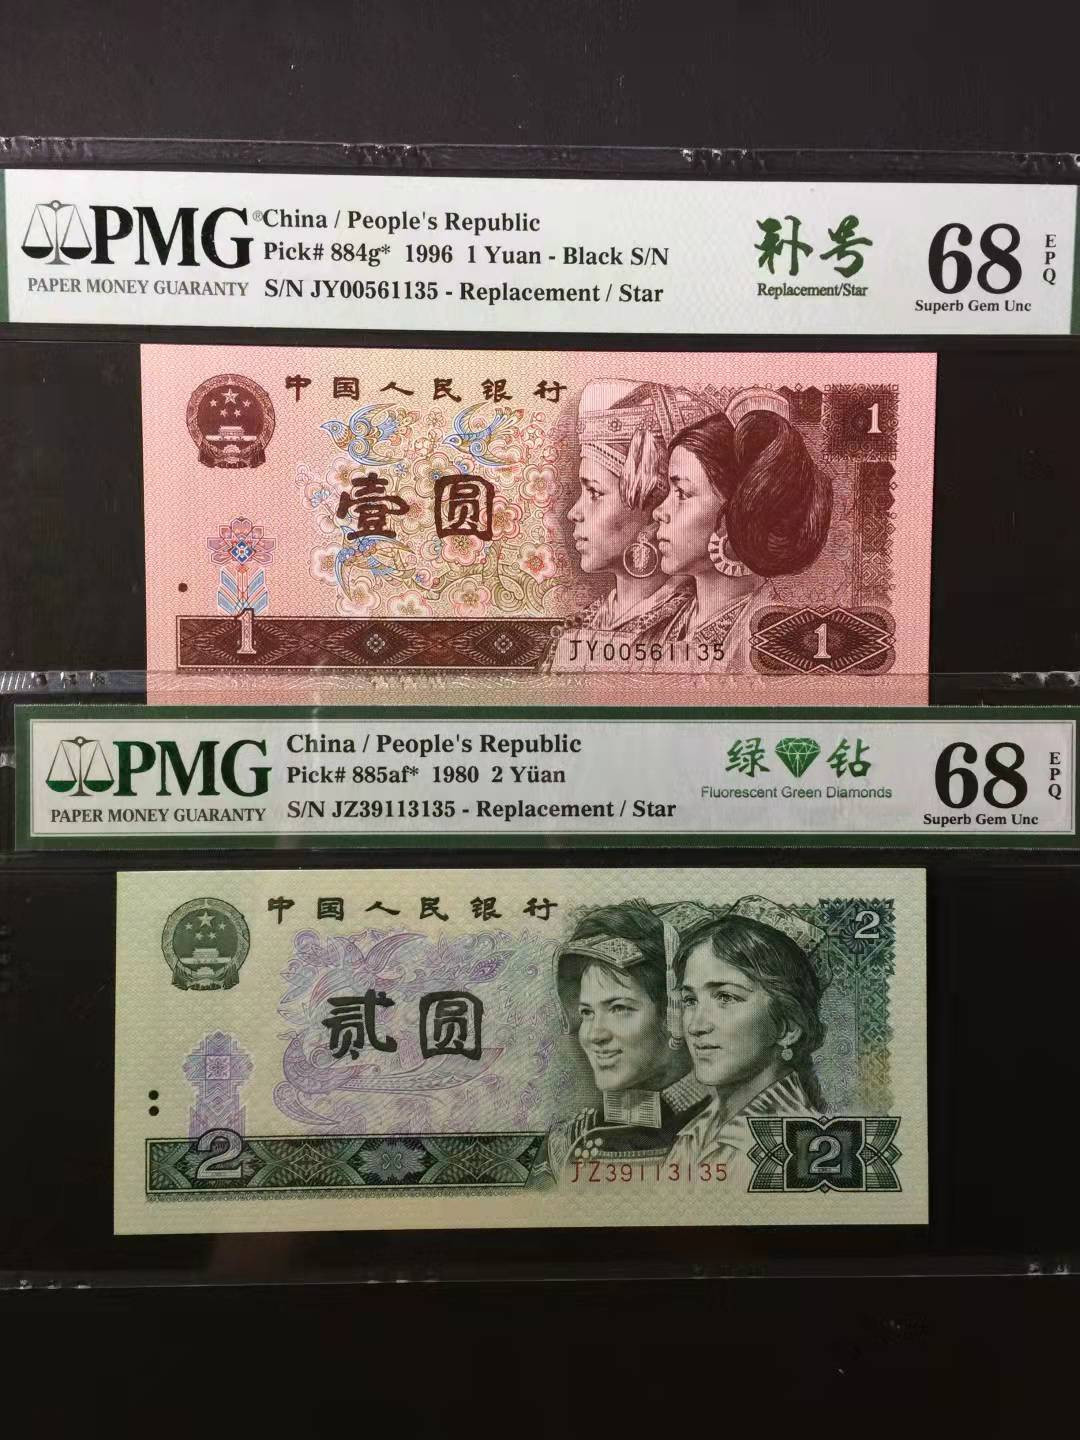 PMG®
PAPER MONEY GUARANTY
China / People's Republic
Pick# 884g* 1996 1 Yuan - Black S/N
S/N JY00561135 - Replacement / Star
补号
Replacement/Star
68
EPQ
Superb Gem Unc
中国人民银行
1
壹圆
1
JY00561135
1
PMG
PAPER MONEY GUARANTY
China / People's Republic
Pick# 885af* 1980 2 Yüan
S/N JZ39113135 - Replacement / Star
绿钻
Fluorescent Green Diamonds
68
EPQ
Superb Gem Unc
中国人民银行
2
贰圆
2
JZ39113135
2